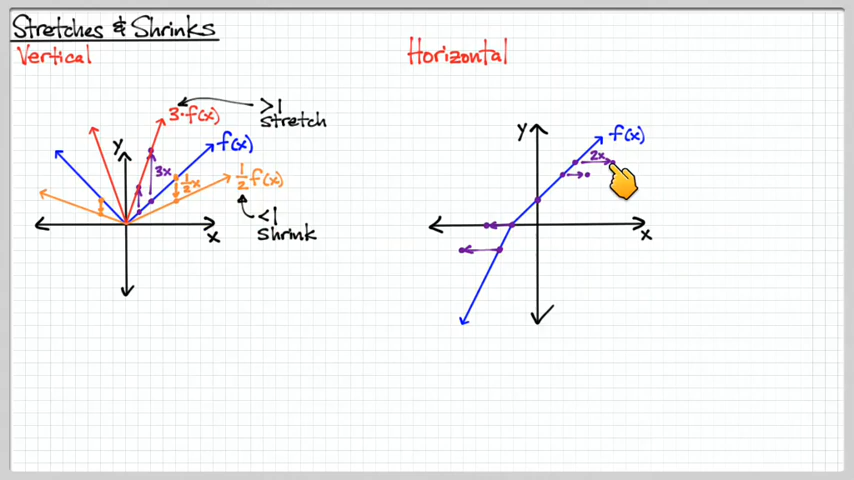 Stretches & Shrinks
Vertical
Horizontal
3·f(x)
>1
stretch
y
3x
f(x)
1/2x
1/2 f(x)
<1
shrink
x
y
f(x)
2x
x